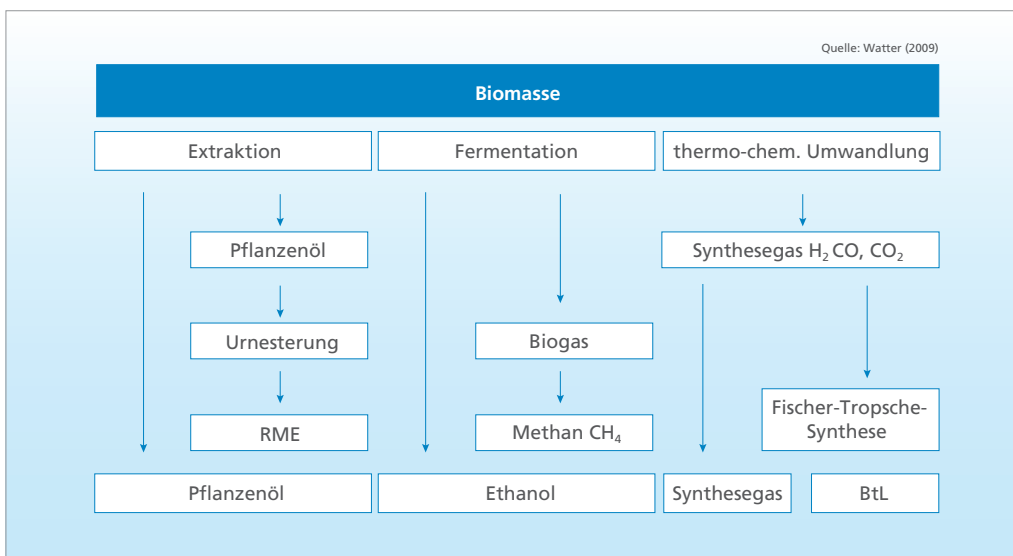 Quelle: Watter (2009)
Biomasse
Extraktion
Fermentation
thermo-chem. Umwandlung
Pflanzenöl
Synthesegas H₂ CO, CO₂
Urnesterung
Biogas
Fischer-Tropsche-
Synthese
RME
Methan CH₄
Pflanzenöl
Ethanol
Synthesegas
BtL